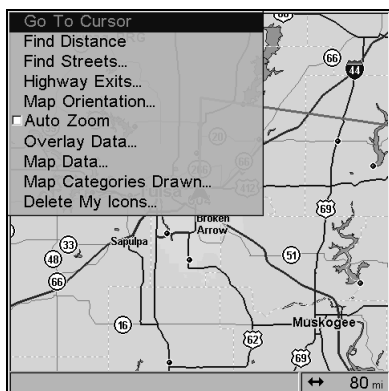 Go To Cursor
Find Distance
Find Streets...
Highway Exits...
Map Orientation...
Auto Zoom
Overlay Data...
Map Data...
Map Categories Drawn...
Delete My Icons...
66
44
69
Broken
Arrow
33
Sapulpa
48
51
66
16
Muskogee
62
69
80 mi